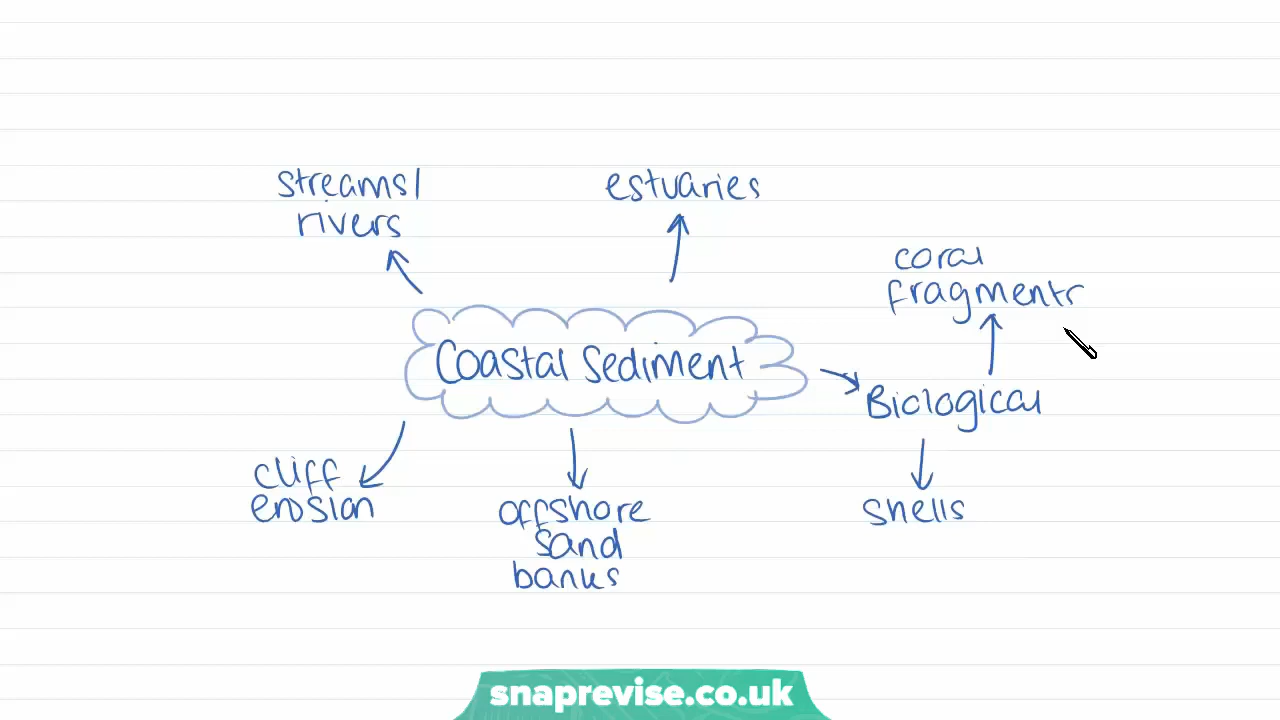 streams/
rivers
estuaries
coral
fragments
Coastal Sediment
Biological
cliff
erosion
offshore
sand
banks
shells
snaprevise.co.uk